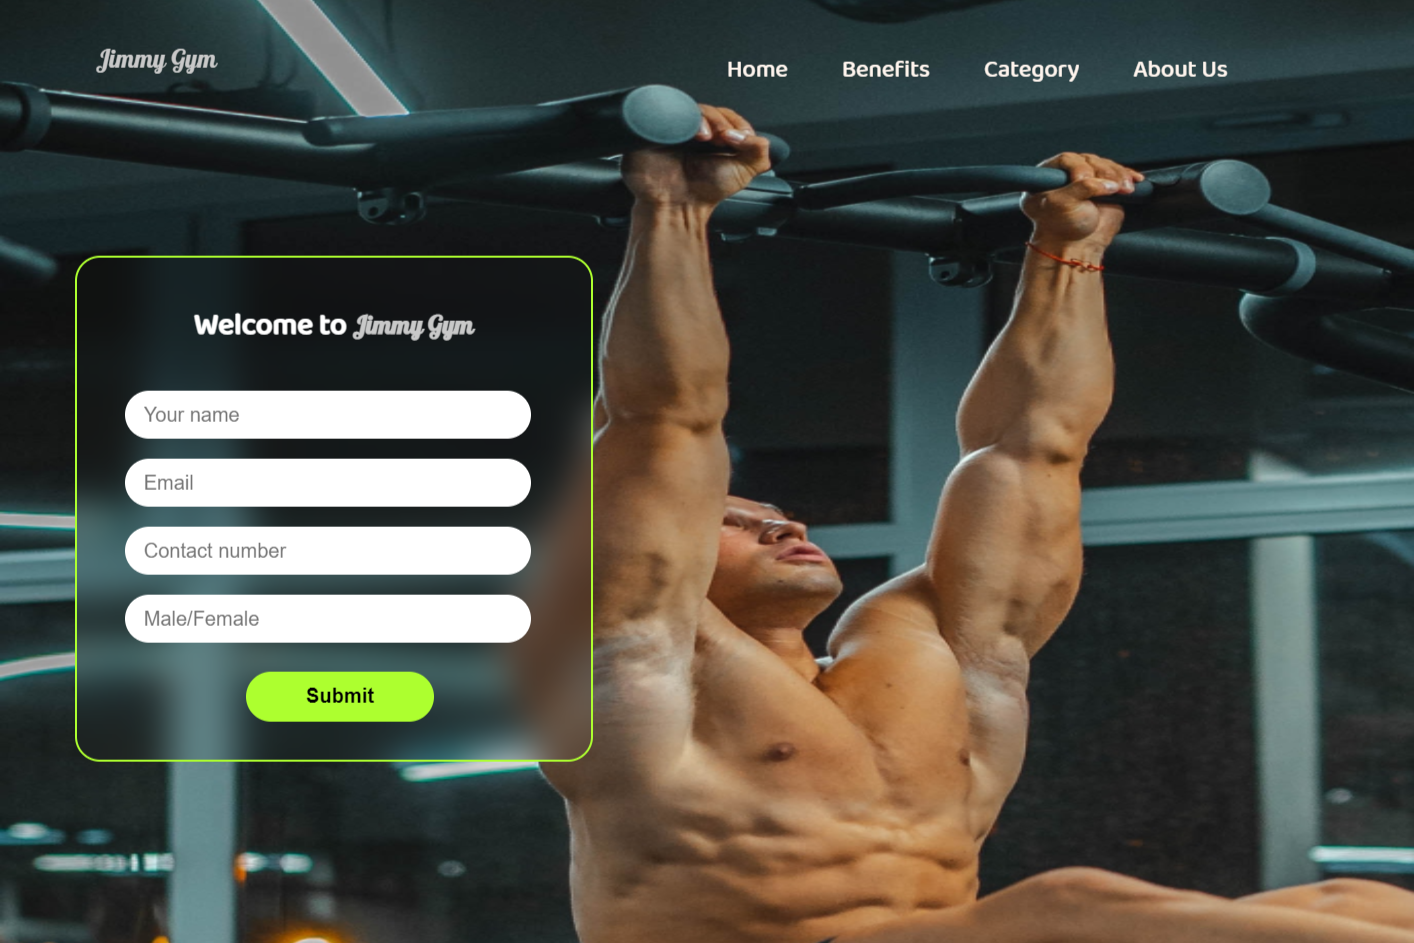 Jimmy Gym
Home Benefits Category About Us
Welcome to Jimmy Gym
Your name
Email
Contact number
Male/Female
Submit